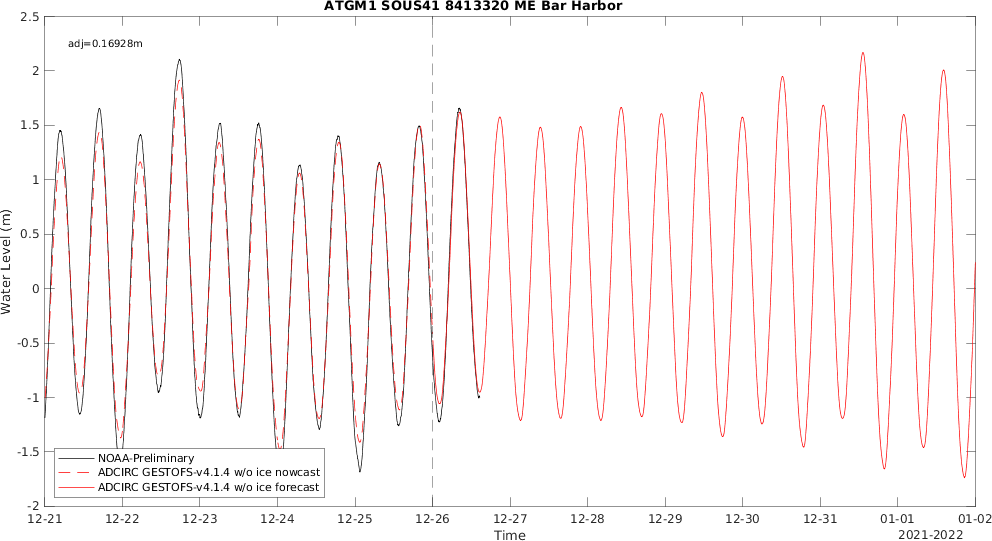 ATGM1 SOUS41 8413320 ME Bar Harbor
2.5
adj=0.16928m
2
1.5
1
0.5
0
-0.5
-1
-1.5
-2
Water Level (m)
NOAA-Preliminary
ADCIRC GESTOFS-v4.1.4 w/o ice nowcast
ADCIRC GESTOFS-v4.1.4 w/o ice forecast
12-21 12-22 12-23 12-24 12-25 12-26 12-27 12-28 12-29 12-30 12-31 01-01 01-02
Time
2021-2022